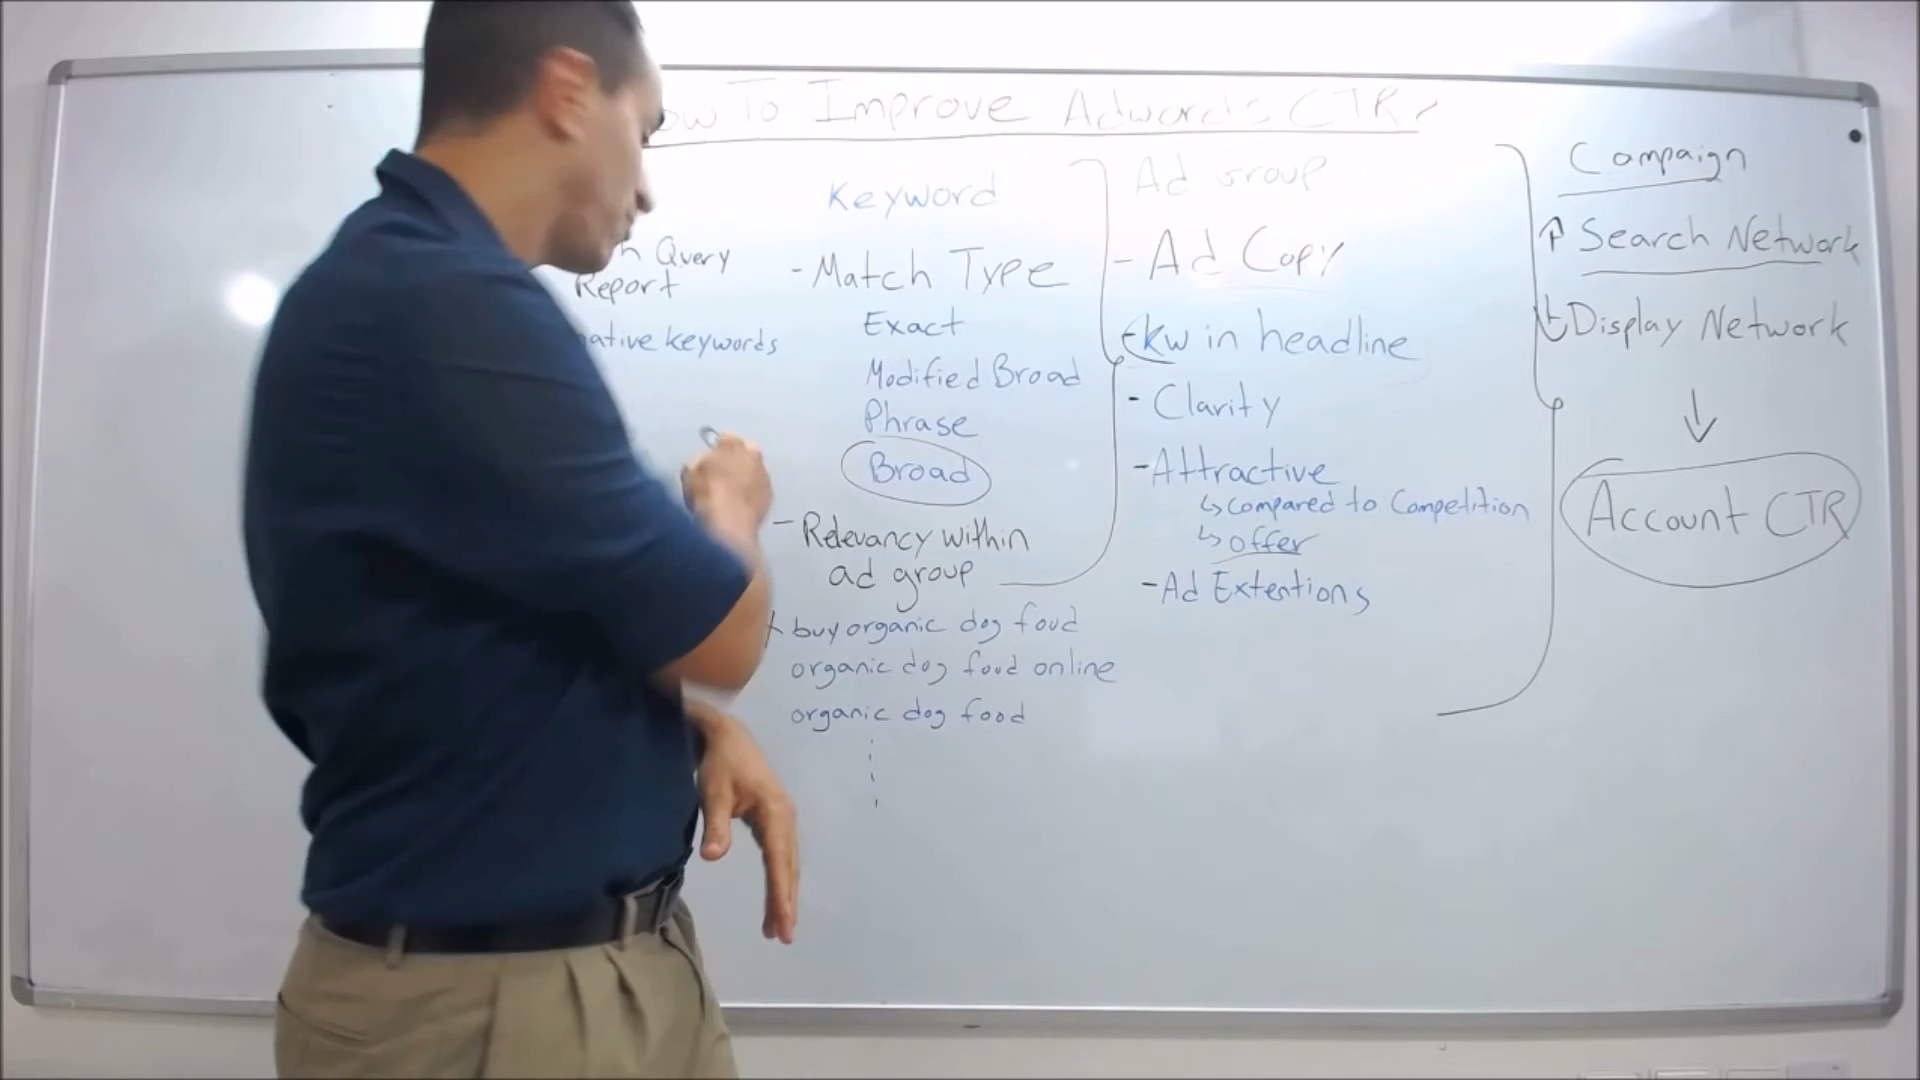 ow To Improve Adwords CTR?
h Query
Report
ative keywords
Keyword
- Match Type
Exact
Modified Broad
Phrase
Broad
- Relevancy within
ad group
buy organic dog food
organic dog food online
organic dog food
Ad Group
- Ad Copy
kw in headline
- Clarity
- Attractive
↳ compared to Competition
↳ offer
- Ad Extentions
Campaign
↑ Search Network
↓ Display Network
↓
Account CTR